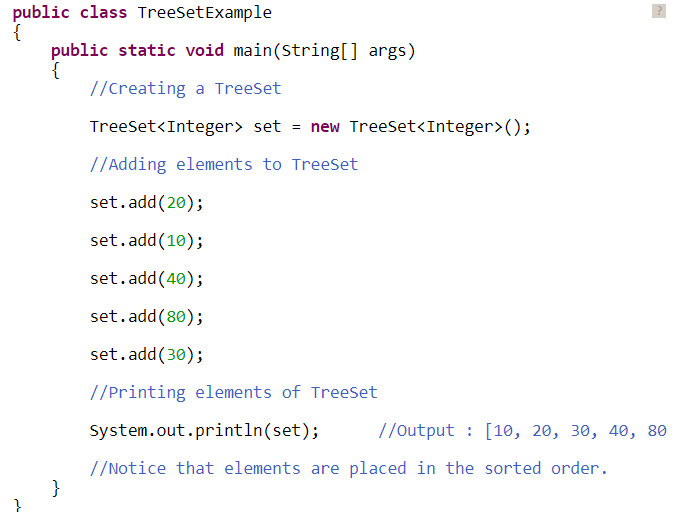 public class TreeSetExample
{
    public static void main(String[] args)
    {
        //Creating a TreeSet
        TreeSet<Integer> set = new TreeSet<Integer>();
        //Adding elements to TreeSet
        set.add(20);
        set.add(10);
        set.add(40);
        set.add(80);
        set.add(30);
        //Printing elements of TreeSet
        System.out.println(set);      //Output : [10, 20, 30, 40, 80
        //Notice that elements are placed in the sorted order.
    }
}
?